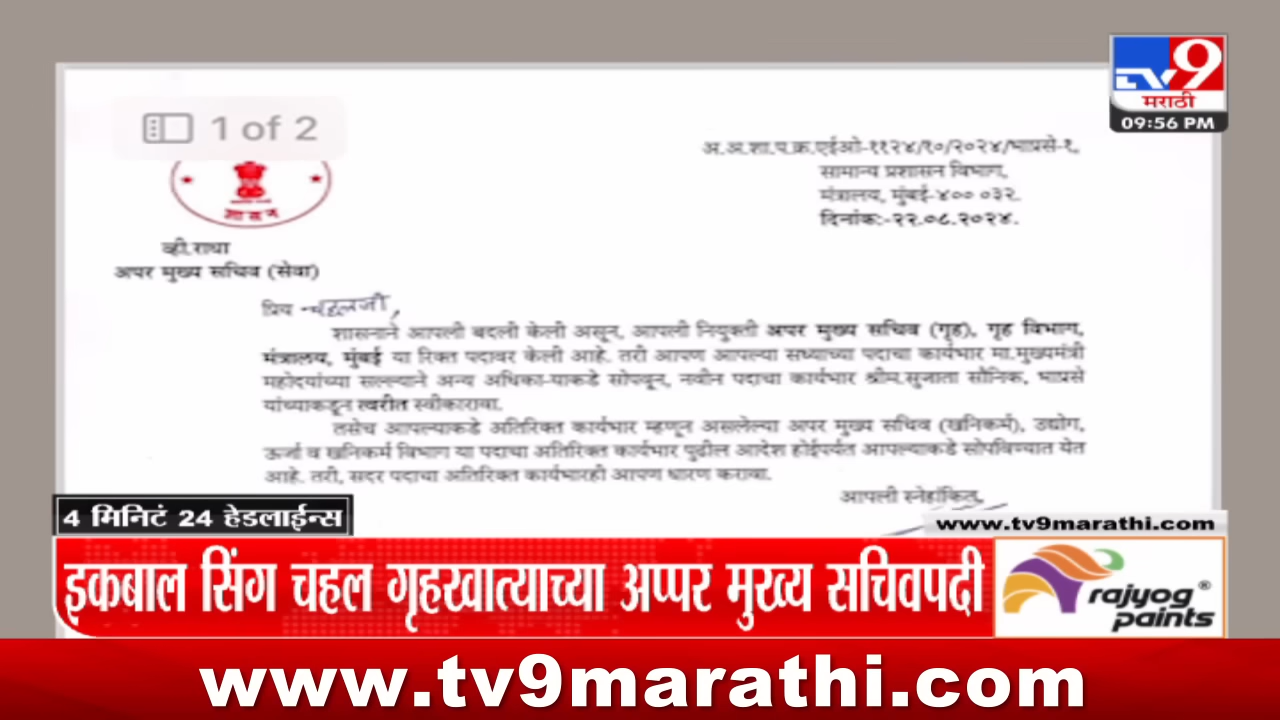 TV9
मराठी
09:56 PM
1 of 2
शासन
अ.अ.शा.प.क्र.एईओ-११२४/१०/२०२४/भाप्रसे-१,
सामान्य प्रशासन विभाग,
मंत्रालय, मुंबई-४०० ०३२.
दिनांक:-२२.०८.२०२४.
व्ही.राधा
अपर मुख्य सचिव (सेवा)
प्रिय चहलजी,
शासनाने आपली बदली केली असून, आपली नियुक्ती अपर मुख्य सचिव (गृह), गृह विभाग,
मंत्रालय, मुंबई या रिक्त पदावर केली आहे. तरी आपण आपल्या सध्याच्या पदाचा कार्यभार मा.मुख्यमंत्री
महोदयांच्या सल्ल्याने अन्य अधिका-याकडे सोपवून, नवीन पदाचा कार्यभार श्रीम.सुजाता सौनिक, भाप्रसे
यांच्याकडून त्वरीत स्वीकारावा.
तसेच आपल्याकडे अतिरिक्त कार्यभार म्हणून असलेल्या अपर मुख्य सचिव (खनिकर्म), उद्योग,
ऊर्जा व खनिकर्म विभाग या पदाचा अतिरिक्त कार्यभार पुढील आदेश होईपर्यंत आपल्याकडे सोपविण्यात येत
आहे. तरी, सदर पदाचा अतिरिक्त कार्यभारही आपण धारण करावा.
आपली स्नेहांकित,
4 मिनिटं 24 हेडलाईन्स
www.tv9marathi.com
इकबाल सिंग चहल गृहखात्याच्या अप्पर मुख्य सचिवपदी
rajyog®
paints
www.tv9marathi.com